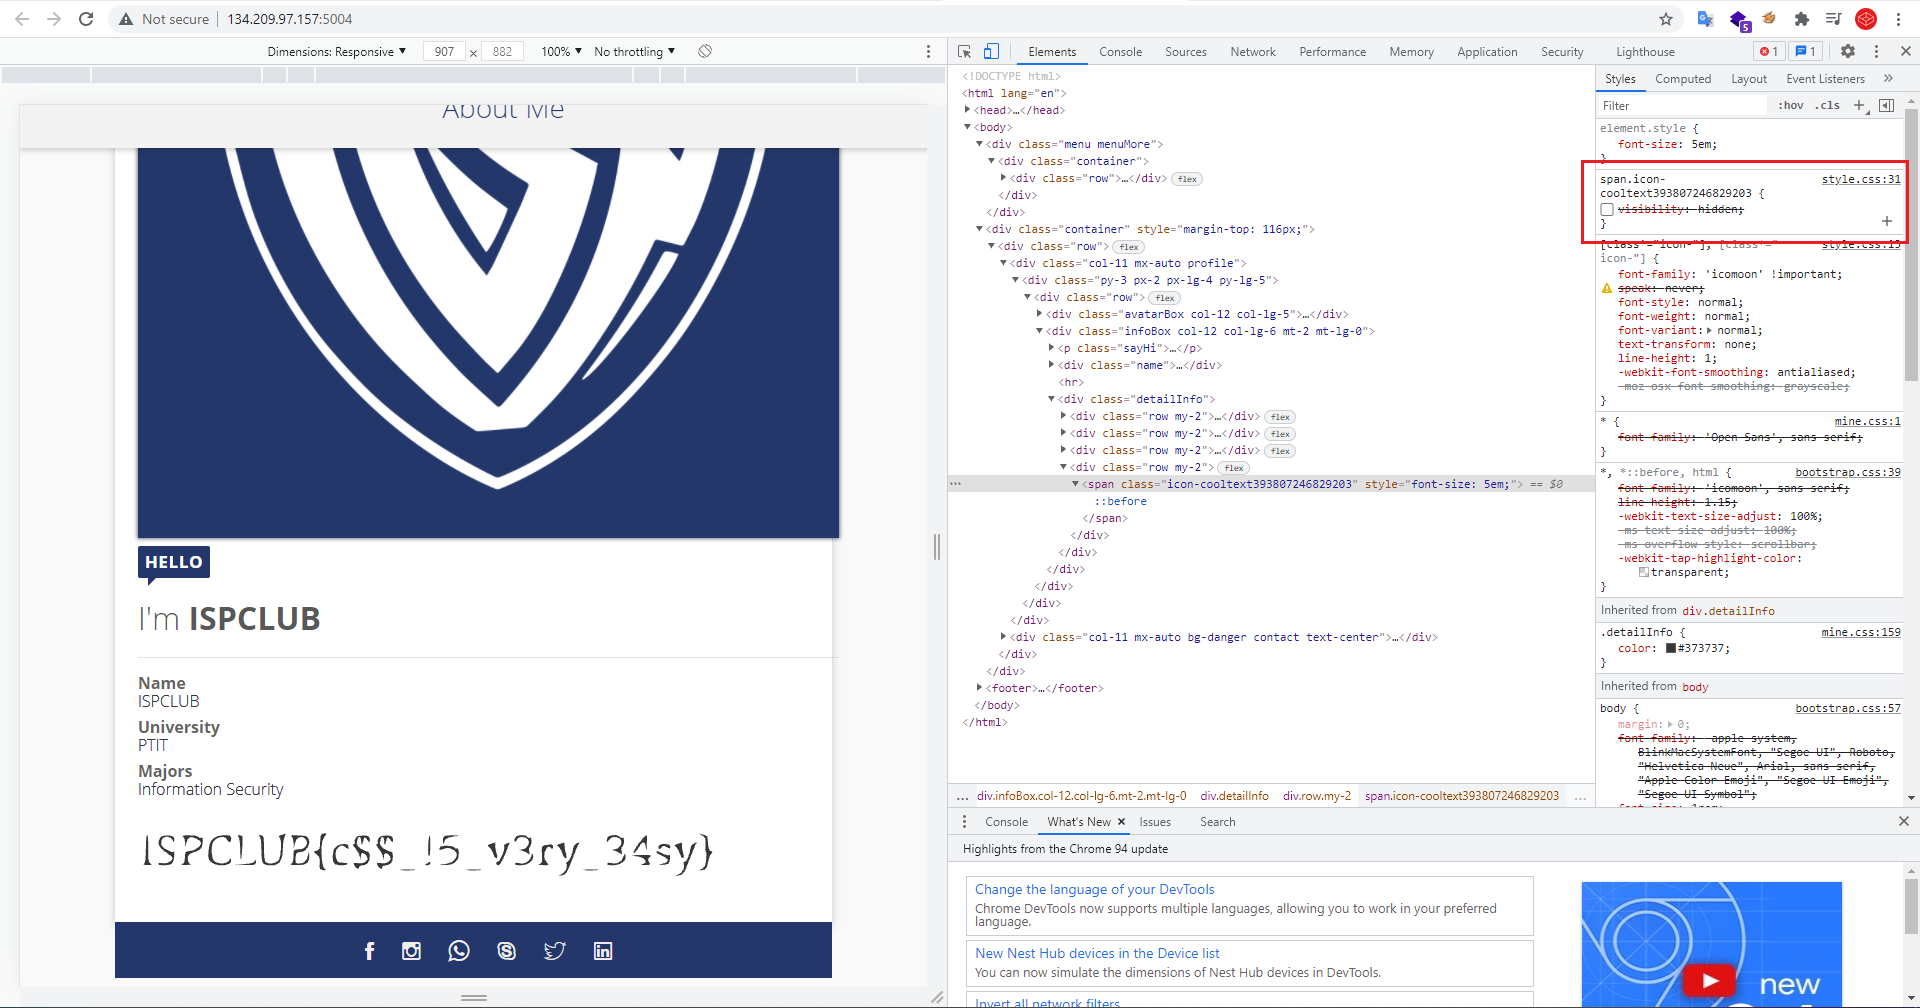 Not secure 134.209.97.157:5004
5
Dimensions: Responsive ▼ 907 × 882 100% ▼ No throttling ▼
Elements Console Sources Network Performance Memory Application Security Lighthouse 1 1
About Me
HELLO
I'm ISPCLUB
Name
ISPCLUB
University
PTIT
Majors
Information Security
ISPCLUB{c$$_!5_v3ry_34sy}
<!DOCTYPE html>
<html lang="en">
▶<head>…</head>
▼<body>
▼<div class="menu menuMore">
▼<div class="container">
▶<div class="row">…</div> flex
</div>
</div>
▼<div class="container" style="margin-top: 116px;">
▼<div class="row"> flex
▼<div class="col-11 mx-auto profile">
▼<div class="py-3 px-2 px-lg-4 py-lg-5">
▼<div class="row"> flex
▶<div class="avatarBox col-12 col-lg-5">…</div>
▼<div class="infoBox col-12 col-lg-6 mt-2 mt-lg-0">
▶<p class="sayHi">…</p>
▶<div class="name">…</div>
<hr>
▼<div class="detailInfo">
▶<div class="row my-2">…</div> flex
▶<div class="row my-2">…</div> flex
▶<div class="row my-2">…</div> flex
▼<div class="row my-2"> flex
… ▼<span class="icon-cooltext393807246829203" style="font-size: 5em;"> == $0
::before
</span>
</div>
</div>
</div>
</div>
</div>
</div>
▶<div class="col-11 mx-auto bg-danger contact text-center">…</div>
</div>
</div>
▶<footer>…</footer>
</body>
</html>
… div.infoBox.col-12.col-lg-6.mt-2.mt-lg-0 div.detailInfo div.row.my-2 span.icon-cooltext393807246829203 …
Styles Computed Layout Event Listeners »
Filter :hov .cls +
element.style {
font-size: 5em;
}
span.icon- style.css:31
cooltext393807246829203 {
visibility: hidden;
}
[class^="icon-"], [class*=" style.css:15
icon-"] {
font-family: 'icomoon' !important;
speak: never;
font-style: normal;
font-weight: normal;
font-variant:▶ normal;
text-transform: none;
line-height: 1;
-webkit-font-smoothing: antialiased;
-moz-osx-font-smoothing: grayscale;
}
* { mine.css:1
font-family: 'Open Sans', sans-serif;
}
*, *::before, html { bootstrap.css:39
font-family: 'icomoon', sans-serif;
line-height: 1.15;
-webkit-text-size-adjust: 100%;
-ms-text-size-adjust: 100%;
-ms-overflow-style: scrollbar;
-webkit-tap-highlight-color:
transparent;
}
Inherited from div.detailInfo
.detailInfo { mine.css:159
color: #373737;
}
Inherited from body
body { bootstrap.css:57
margin:▶ 0;
font-family: -apple-system,
BlinkMacSystemFont, "Segoe UI", Roboto,
"Helvetica Neue", Arial, sans-serif,
"Apple Color Emoji", "Segoe UI Emoji",
"Segoe UI Symbol";
font-size: 1rem;
Console What's New × Issues Search
Highlights from the Chrome 94 update
Change the language of your DevTools
Chrome DevTools now supports multiple languages, allowing you to work in your preferred
language.
New Nest Hub devices in the Device list
You can now simulate the dimensions of Nest Hub devices in DevTools.
Invert all network filters
new